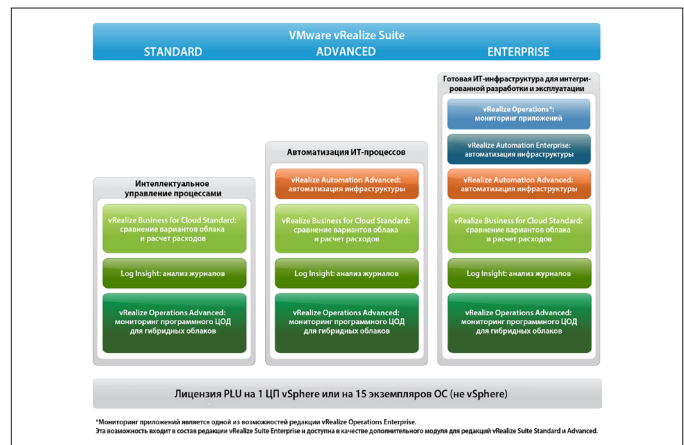 VMware vRealize Suite
STANDARD
ADVANCED
ENTERPRISE
Интеллектуальное
управление процессами
vRealize Business for Cloud Standard:
сравнение вариантов облака
и расчет расходов
Log Insight: анализ журналов
vRealize Operations Advanced:
мониторинг программного ЦОД
для гибридных облаков
Автоматизация ИТ-процессов
vRealize Automation Advanced:
автоматизация инфраструктуры
vRealize Business for Cloud Standard:
сравнение вариантов облака
и расчет расходов
Log Insight: анализ журналов
vRealize Operations Advanced:
мониторинг программного ЦОД
для гибридных облаков
Готовая ИТ-инфраструктура для интегри-
рованной разработки и эксплуатации
vRealize Operations*:
мониторинг приложений
vRealize Automation Enterprise:
автоматизация инфраструктуры
vRealize Automation Advanced:
автоматизация инфраструктуры
vRealize Business for Cloud Standard:
сравнение вариантов облака
и расчет расходов
Log Insight: анализ журналов
vRealize Operations Advanced:
мониторинг программного ЦОД
для гибридных облаков
Лицензия PLU на 1 ЦП vSphere или на 15 экземпляров ОС (не vSphere)
*Мониторинг приложений является одной из возможностей редакции vRealize Operations Enterprise.
Эта возможность входит в состав редакции vRealize Suite Enterprise и доступна в качестве дополнительного модуля для редакций vRealize Suite Standard и Advanced.